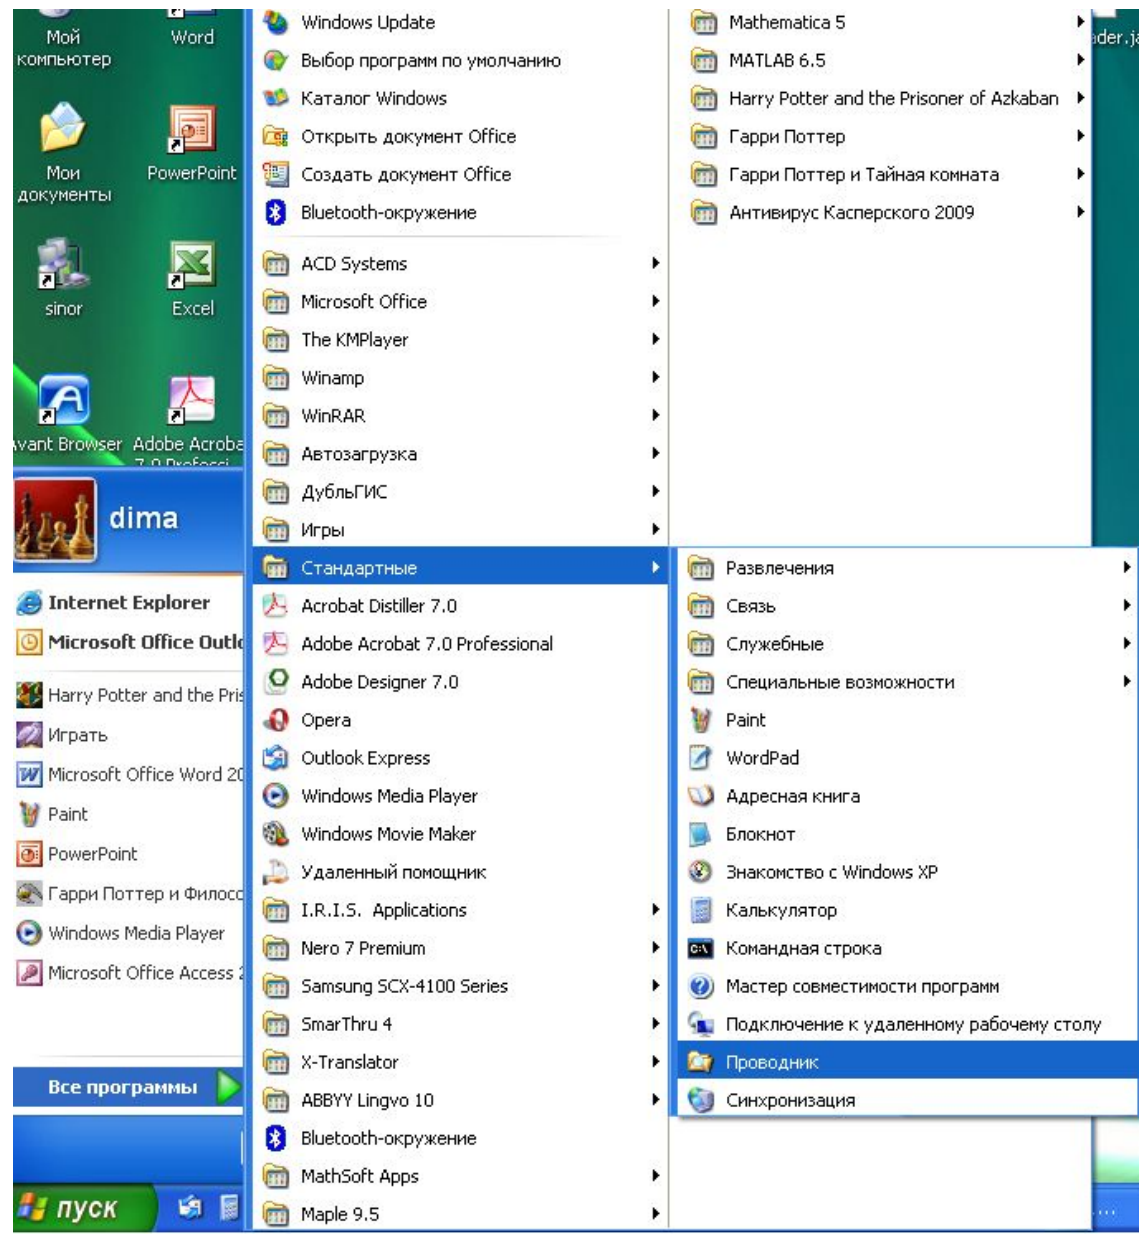 Мой
компьютер
Word
Мои
документы
PowerPoint
sinor
Excel
Avant Browser
Adobe Acroba
dima
Internet Explorer
Microsoft Office Outlo
Harry Potter and the Pris
Играть
Microsoft Office Word 20
Paint
PowerPoint
Гарри Поттер и Филосо
Windows Media Player
Microsoft Office Access 2
Все программы
пуск
Windows Update
Выбор программ по умолчанию
Каталог Windows
Открыть документ Office
Создать документ Office
Bluetooth-окружение
ACD Systems
Microsoft Office
The KMPlayer
Winamp
WinRAR
Автозагрузка
ДубльГИС
Игры
Стандартные
Acrobat Distiller 7.0
Adobe Acrobat 7.0 Professional
Adobe Designer 7.0
Opera
Outlook Express
Windows Media Player
Windows Movie Maker
Удаленный помощник
I.R.I.S. Applications
Nero 7 Premium
Samsung SCX-4100 Series
SmarThru 4
X-Translator
ABBYY Lingvo 10
Bluetooth-окружение
MathSoft Apps
Maple 9.5
Mathematica 5
MATLAB 6.5
Harry Potter and the Prisoner of Azkaban
Гарри Поттер
Гарри Поттер и Тайная комната
Антивирус Касперского 2009
Развлечения
Связь
Служебные
Специальные возможности
Paint
WordPad
Адресная книга
Блокнот
Знакомство с Windows XP
Калькулятор
Командная строка
Мастер совместимости программ
Подключение к удаленному рабочему столу
Проводник
Синхронизация
ader.ja